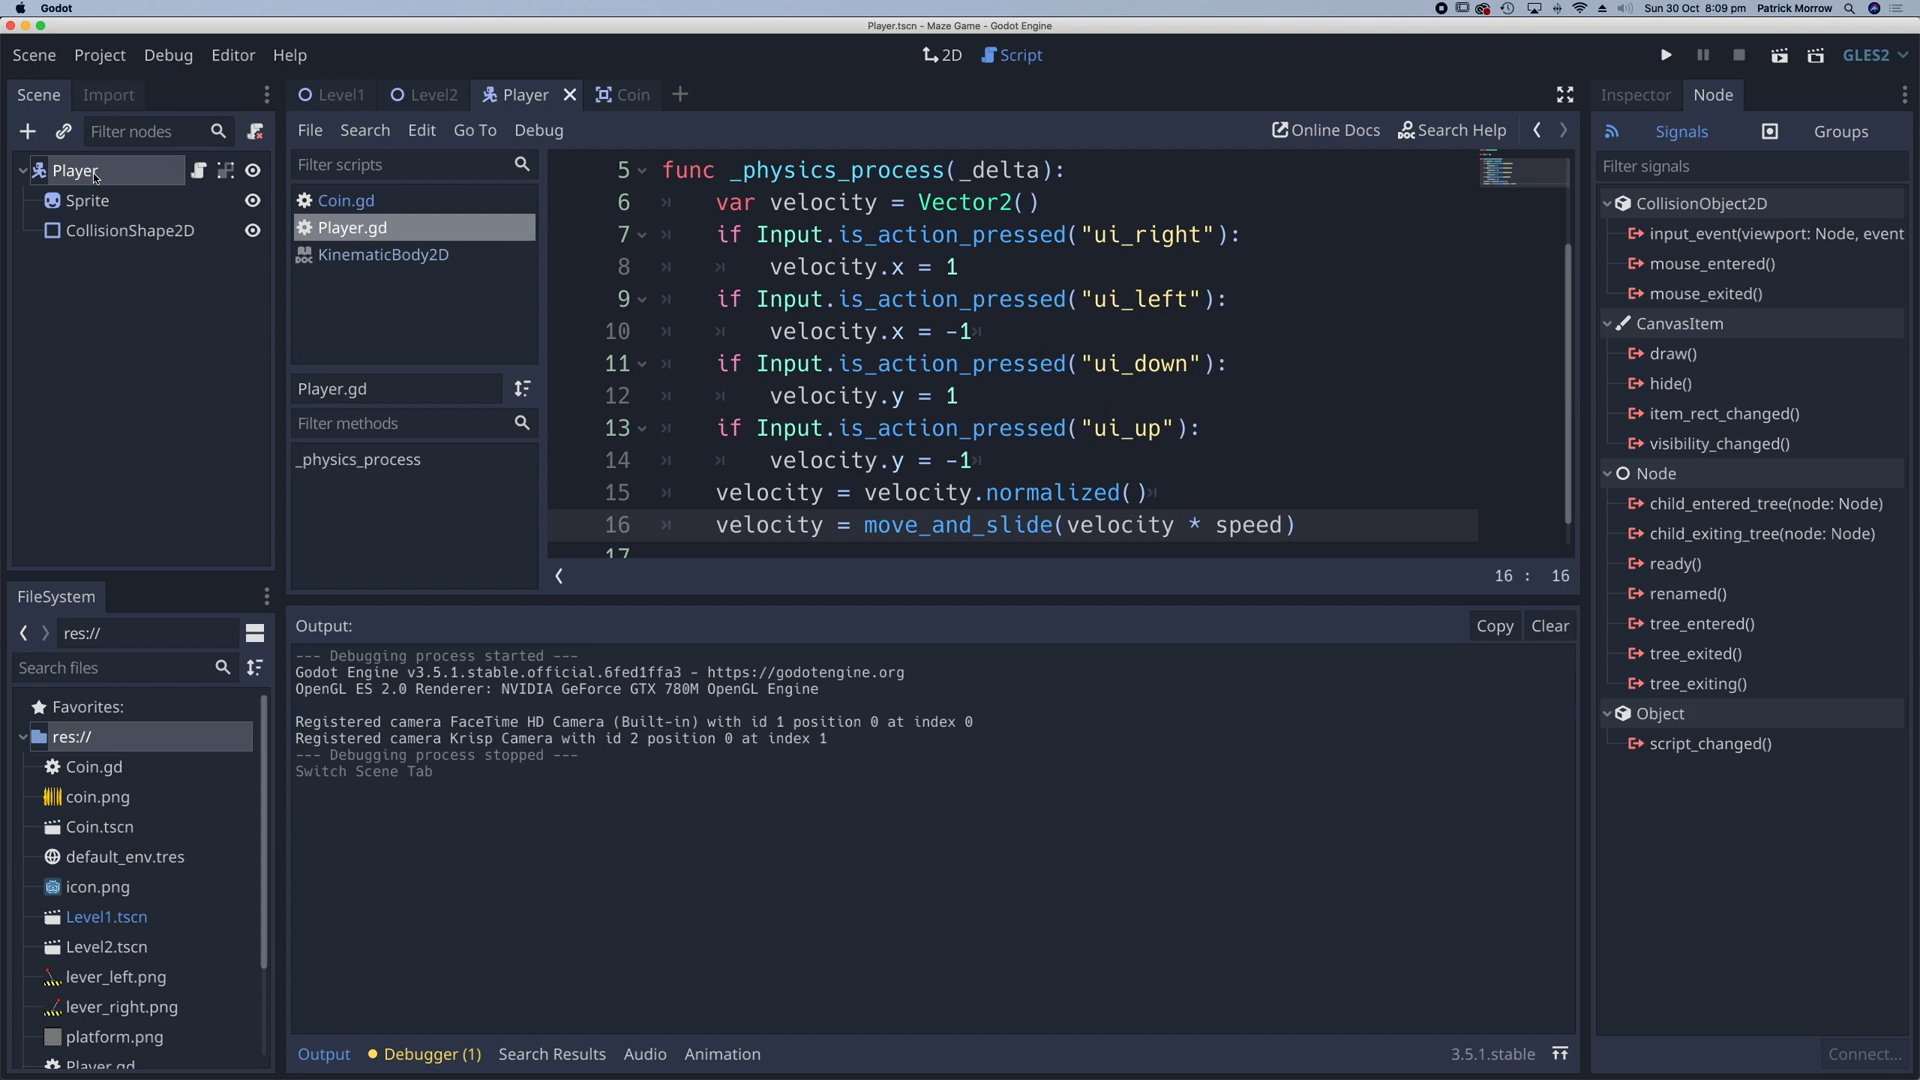 Godot
Sun 30 Oct 8:09 pm Patrick Morrow
Player.tscn - Maze Game - Godot Engine
Scene Project Debug Editor Help
2D Script
GLES2
Scene Import
Filter nodes
Player
Sprite
CollisionShape2D
FileSystem
res://
Search files
Favorites:
res://
Coin.gd
coin.png
Coin.tscn
default_env.tres
icon.png
Level1.tscn
Level2.tscn
lever_left.png
lever_right.png
platform.png
Player.gd
Level1 Level2 Player Coin
File Search Edit Go To Debug
Online Docs Search Help
Filter scripts
Coin.gd
Player.gd
KinematicBody2D
Player.gd
Filter methods
_physics_process
5 func _physics_process(_delta):
6 var velocity = Vector2()
7 if Input.is_action_pressed("ui_right"):
8 velocity.x = 1
9 if Input.is_action_pressed("ui_left"):
10 velocity.x = -1
11 if Input.is_action_pressed("ui_down"):
12 velocity.y = 1
13 if Input.is_action_pressed("ui_up"):
14 velocity.y = -1
15 velocity = velocity.normalized()
16 velocity = move_and_slide(velocity * speed)
17
16 : 16
Output:
Copy Clear
--- Debugging process started ---
Godot Engine v3.5.1.stable.official.6fed1ffa3 - https://godotengine.org
OpenGL ES 2.0 Renderer: NVIDIA GeForce GTX 780M OpenGL Engine
Registered camera FaceTime HD Camera (Built-in) with id 1 position 0 at index 0
Registered camera Krisp Camera with id 2 position 0 at index 1
--- Debugging process stopped ---
Switch Scene Tab
Output Debugger (1) Search Results Audio Animation
3.5.1.stable
Inspector Node
Signals Groups
Filter signals
CollisionObject2D
input_event(viewport: Node, event
mouse_entered()
mouse_exited()
CanvasItem
draw()
hide()
item_rect_changed()
visibility_changed()
Node
child_entered_tree(node: Node)
child_exiting_tree(node: Node)
ready()
renamed()
tree_entered()
tree_exited()
tree_exiting()
Object
script_changed()
Connect...